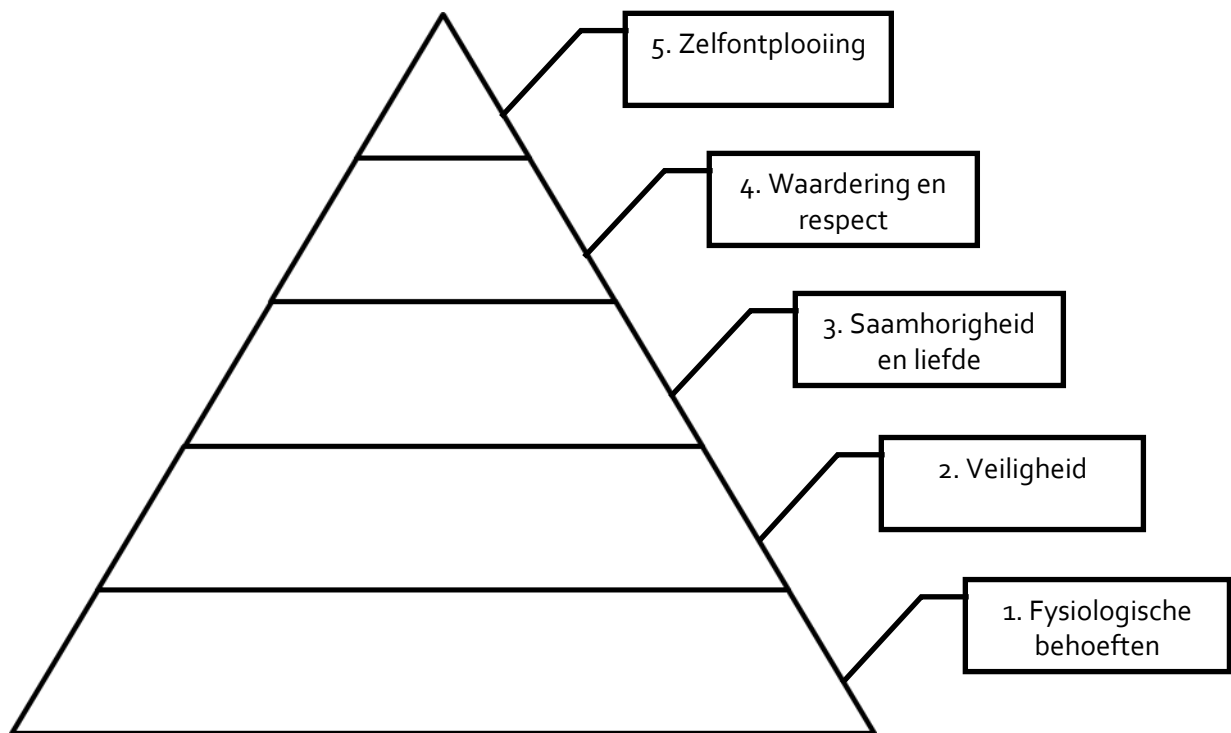 5. Zelfontplooiing
4. Waardering en
respect
3. Saamhorigheid
en liefde
2. Veiligheid
1. Fysiologische
behoeften